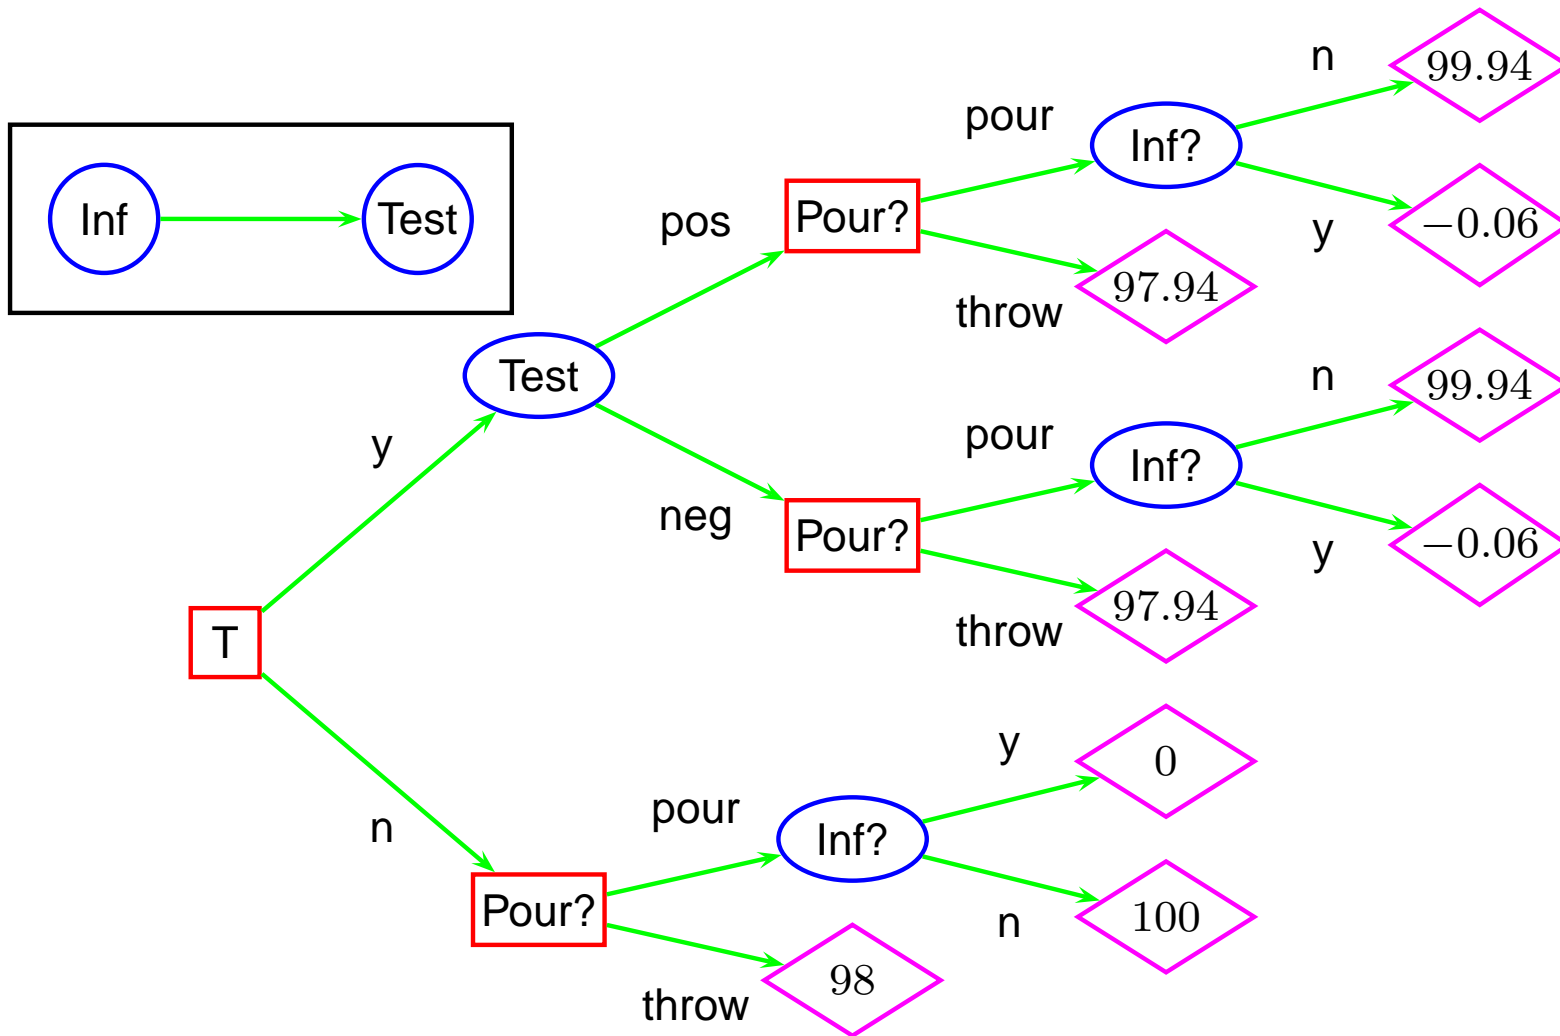 n
99.94
pour
Inf?
Inf
Test
pos
Pour?
y
−0.06
97.94
throw
Test
n
99.94
pour
Inf?
y
neg
Pour?
y
−0.06
97.94
throw
T
y
0
pour
Inf?
n
Pour?
n
100
98
throw